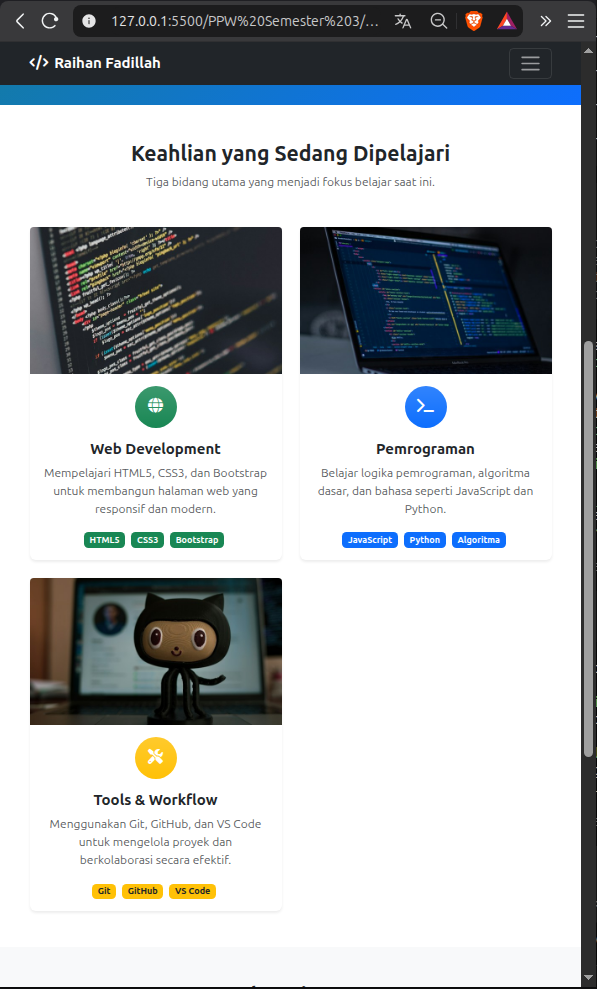 127.0.0.1:5500/PPW%20Semester%203/...
</> Raihan Fadillah
Keahlian yang Sedang Dipelajari
Tiga bidang utama yang menjadi fokus belajar saat ini.
Web Development
Mempelajari HTML5, CSS3, dan Bootstrap
untuk membangun halaman web yang
responsif dan modern.
HTML5 CSS3 Bootstrap
Pemrograman
Belajar logika pemrograman, algoritma
dasar, dan bahasa seperti JavaScript dan
Python.
JavaScript Python Algoritma
Tools & Workflow
Menggunakan Git, GitHub, dan VS Code
untuk mengelola proyek dan
berkolaborasi secara efektif.
Git GitHub VS Code